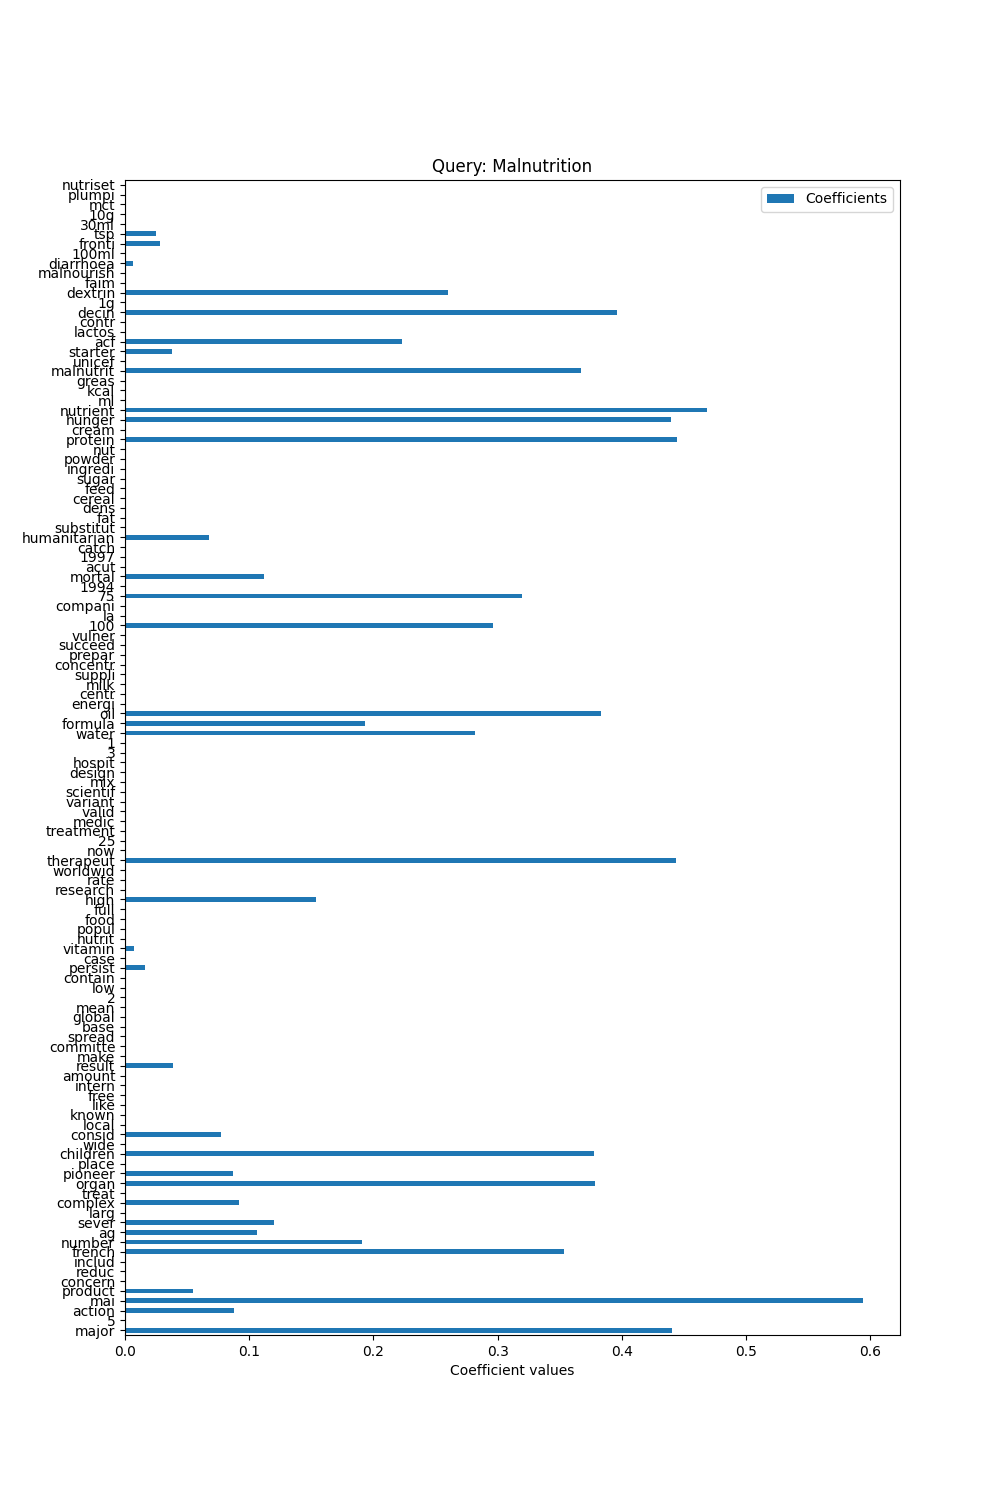 Query: Malnutrition
Coefficients
nutriset
plumpi
mct
10g
30ml
tsp
fronti
100ml
diarrhoea
malnourish
faim
dextrin
1g
decin
contr
lactos
acf
starter
unicef
malnutrit
greas
kcal
ml
nutrient
hunger
cream
protein
nut
powder
ingredi
sugar
feed
cereal
dens
fat
substitut
humanitarian
catch
1997
acut
mortal
1994
75
compani
la
100
vulner
succeed
prepar
concentr
suppli
milk
centr
energi
oil
formula
water
1
3
hospit
design
mix
scientif
variant
valid
medic
treatment
25
now
therapeut
worldwid
rate
research
high
full
food
popul
nutrit
vitamin
case
persist
contain
low
2
mean
global
base
spread
committe
make
result
amount
intern
free
like
known
local
consid
wide
children
place
pioneer
organ
treat
complex
larg
sever
ag
number
french
includ
reduc
concern
product
mai
action
5
major
0.0 0.1 0.2 0.3 0.4 0.5 0.6
Coefficient values